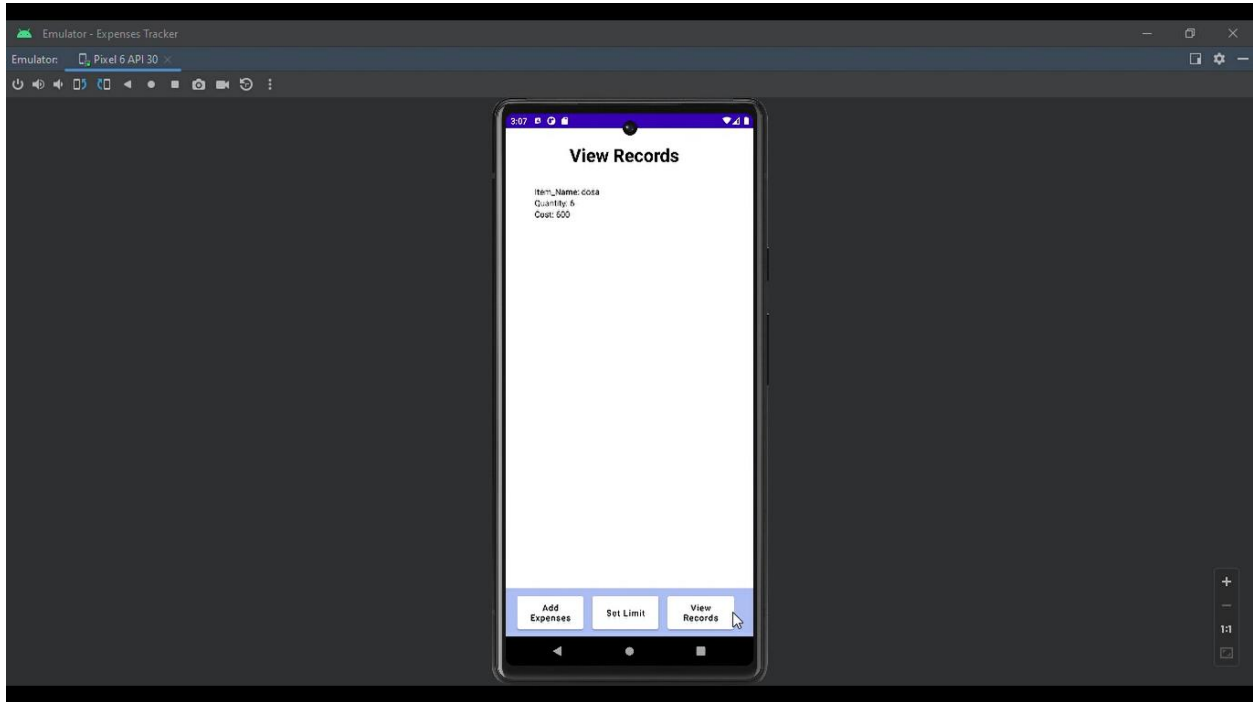 Emulator - Expenses Tracker
Emulator: Pixel 6 API 30
3:07
View Records
Item_Name: dosa
Quantity: 6
Cost: 600
Add Expenses
Set Limit
View Records
1:1